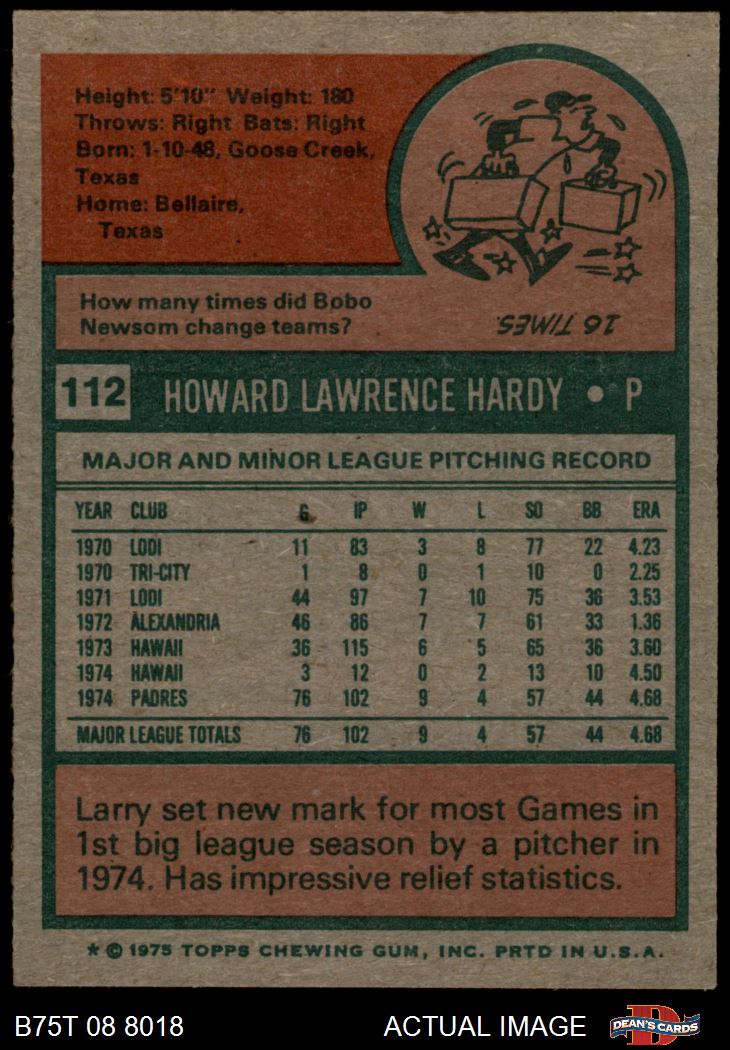 Height: 5'10" Weight: 180
Throws: Right Bats: Right
Born: 1-10-48, Goose Creek,
Texas
Home: Bellaire,
Texas
How many times did Bobo
Newsom change teams?
16 TIMES.
112 HOWARD LAWRENCE HARDY • P
MAJOR AND MINOR LEAGUE PITCHING RECORD
YEAR CLUB G IP W L SO BB ERA
1970 LODI 11 83 3 8 77 22 4.23
1970 TRI-CITY 1 8 0 1 10 0 2.25
1971 LODI 44 97 7 10 75 36 3.53
1972 ALEXANDRIA 46 86 7 7 61 33 1.36
1973 HAWAII 36 115 6 5 65 36 3.60
1974 HAWAII 3 12 0 2 13 10 4.50
1974 PADRES 76 102 9 4 57 44 4.68
MAJOR LEAGUE TOTALS 76 102 9 4 57 44 4.68
Larry set new mark for most Games in
1st big league season by a pitcher in
1974. Has impressive relief statistics.
* © 1975 TOPPS CHEWING GUM, INC. PRTD IN U.S.A.
B75T 08 8018 ACTUAL IMAGE DEAN'S CARDS